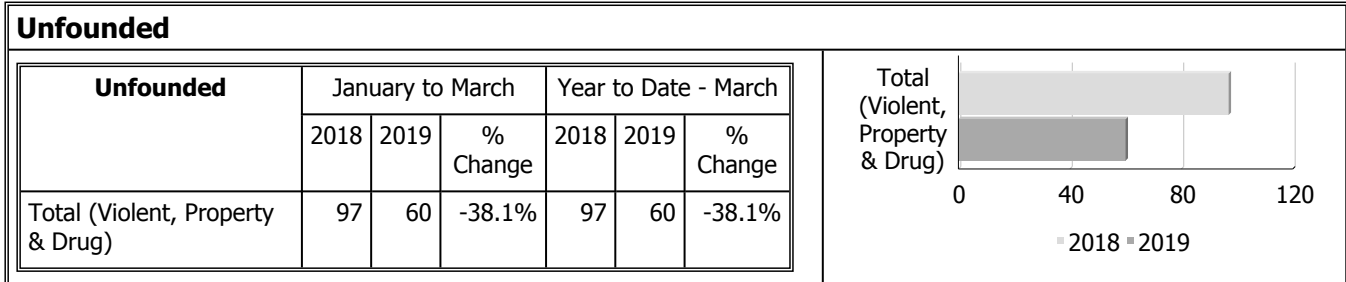 Unfounded
Unfounded January to March Year to Date - March
2018 2019 % Change 2018 2019 % Change
Total (Violent, Property & Drug) 97 60 -38.1% 97 60 -38.1%
Total
(Violent,
Property
& Drug)
0 40 80 120
2018 2019